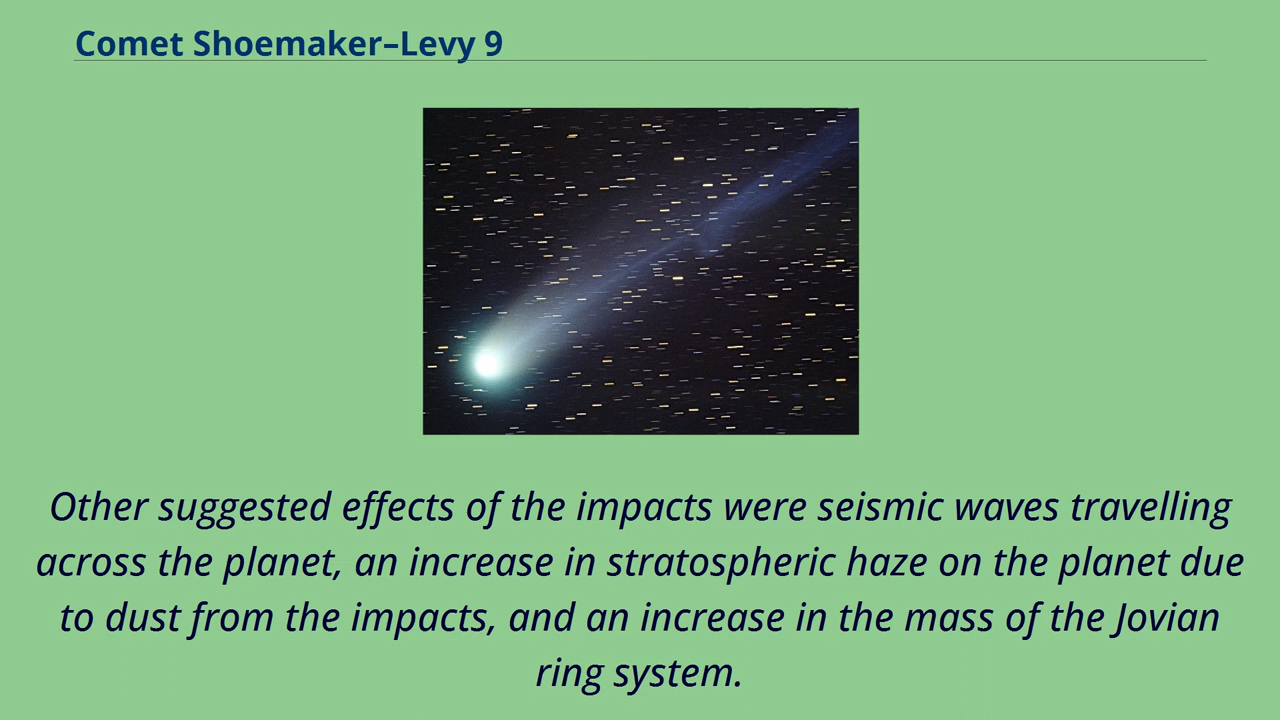 Comet Shoemaker–Levy 9
Other suggested effects of the impacts were seismic waves travelling
across the planet, an increase in stratospheric haze on the planet due
to dust from the impacts, and an increase in the mass of the Jovian
ring system.